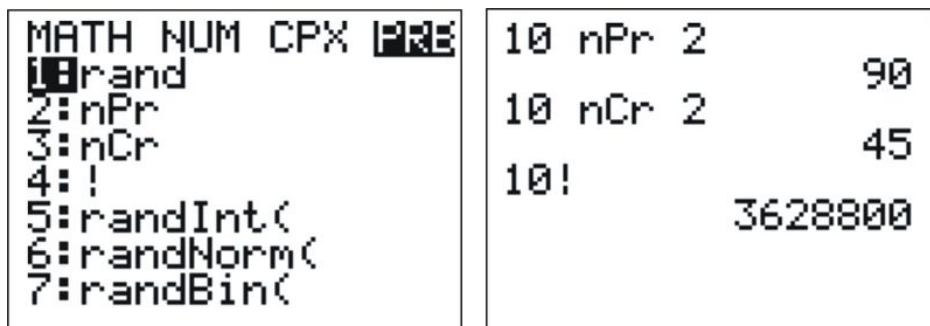 MATH NUM CPX PRB
1:rand
2:nPr
3:nCr
4:!
5:randInt(
6:randNorm(
7:randBin(
10 nPr 2
90
10 nCr 2
45
10!
3628800